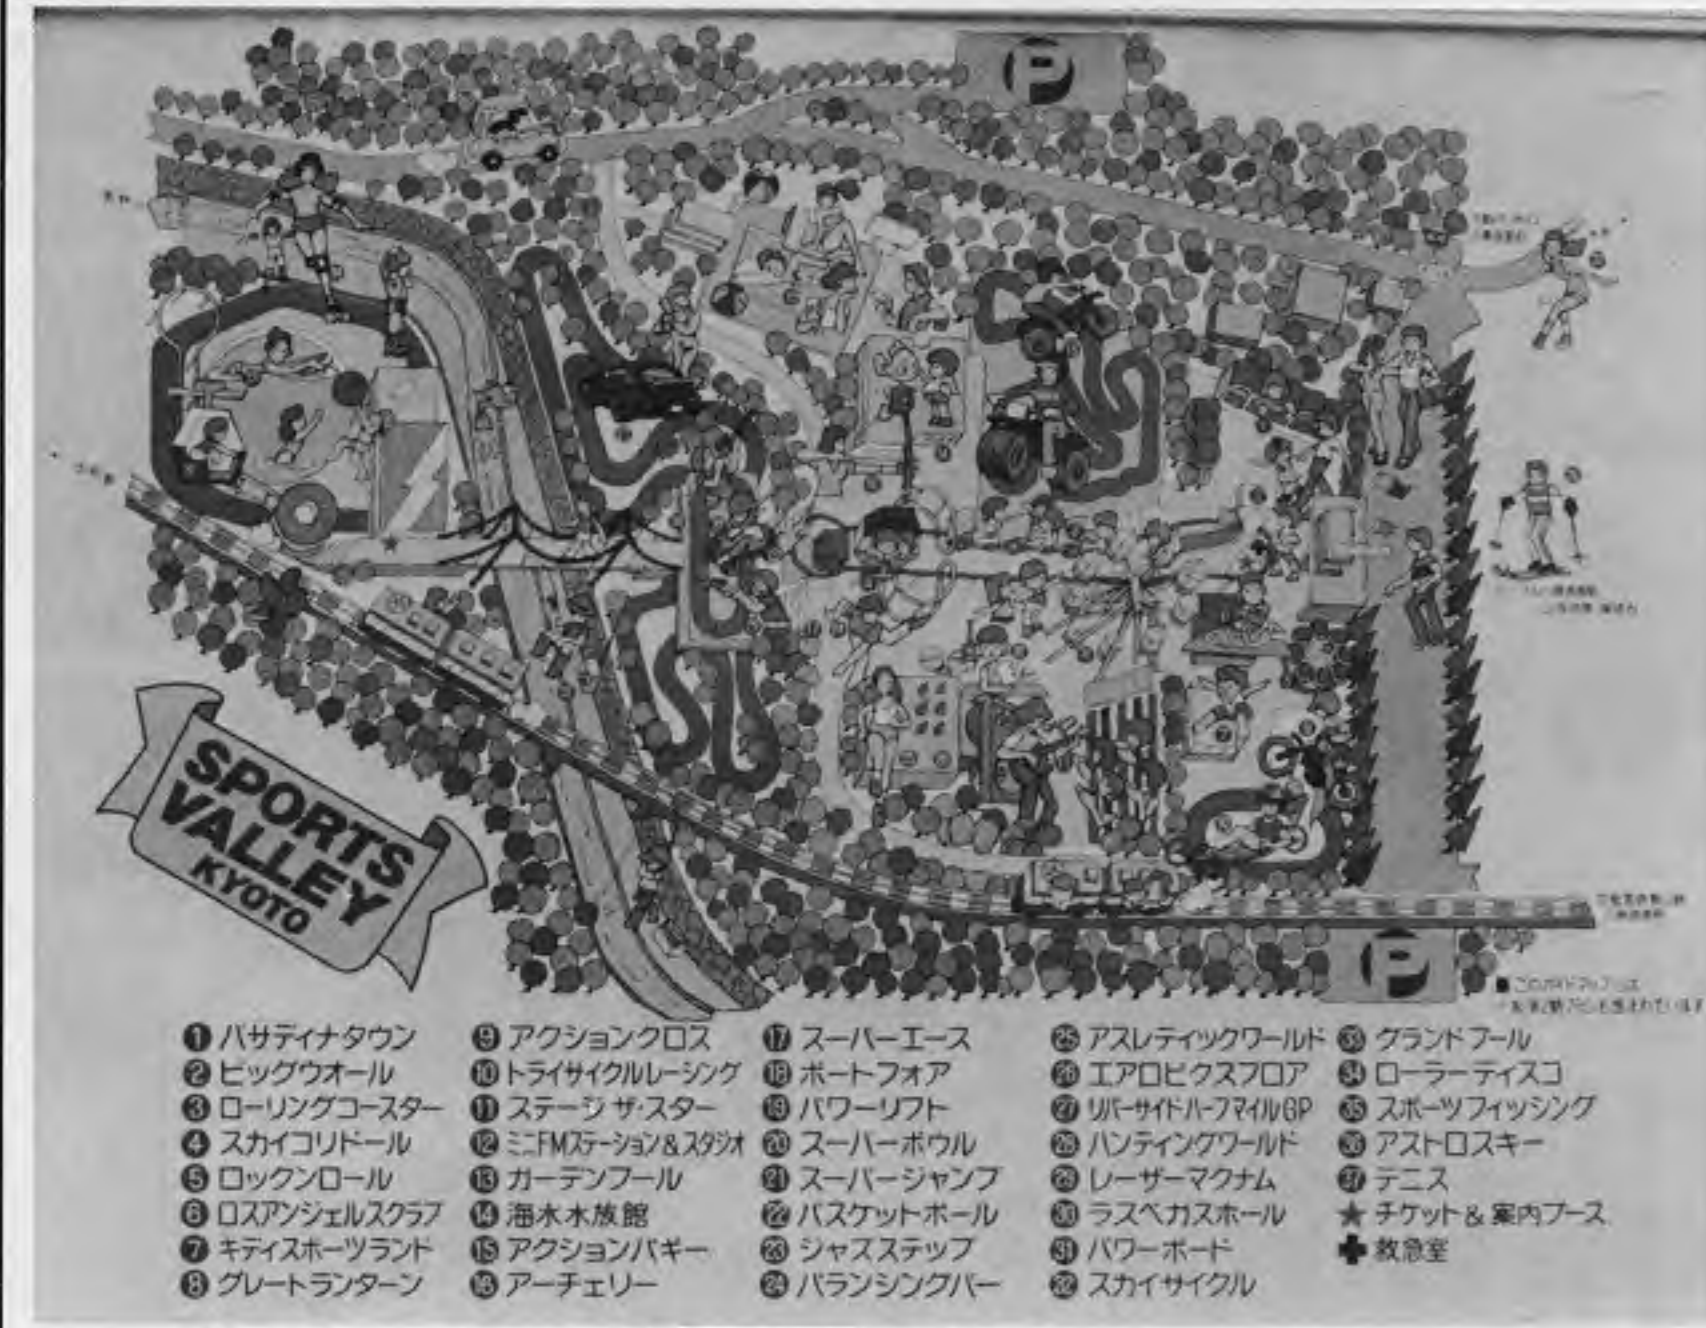 P
SPORTS
VALLEY
KYOTO
P
■このガイドマップは
❶ パサディナタウン
❷ ビッグウオール
❸ ローリングコースター
❹ スカイコリドール
❺ ロックンロール
❻ ロスアンジェルスクラブ
❼ キディスポーツランド
❽ グレートランターン
❾ アクションクロス
❿ トライサイクルレーシング
⓫ ステージ ザ・スター
⓬ ミニFMステーション&スタジオ
⓭ ガーデンプール
⓮ 海水水族館
⓯ アクションバギー
⓰ アーチェリー
⓱ スーパーエース
⓲ ボートフォア
⓳ パワーリフト
⓴ スーパーボウル
㉑ スーパージャンプ
㉒ バスケットボール
㉓ ジャズステップ
㉔ バランシングバー
㉕ アスレティックワールド
㉖ エアロビクスフロア
㉗ リバーサイドハーフマイルGP
㉘ ハンティングワールド
㉙ レーザーマグナム
㉚ ラスベガスホール
㉛ パワーボード
㉜ スカイサイクル
㉝ グランドプール
㉞ ローラーディスコ
㉟ スポーツフィッシング
㊱ アストロスキー
㊲ テニス
★ チケット&案内ブース
✚ 救急室